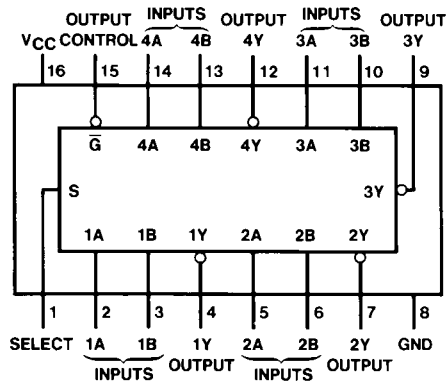 OUTPUT INPUTS OUTPUT INPUTS OUTPUT
VCC CONTROL 4A 4B 4Y 3A 3B 3Y
16 15 14 13 12 11 10 9
G 4A 4B 4Y 3A 3B
S 3Y
1A 1B 1Y 2A 2B 2Y
1 2 3 4 5 6 7 8
SELECT 1A 1B 1Y 2A 2B 2Y GND
INPUTS OUTPUT INPUTS OUTPUT